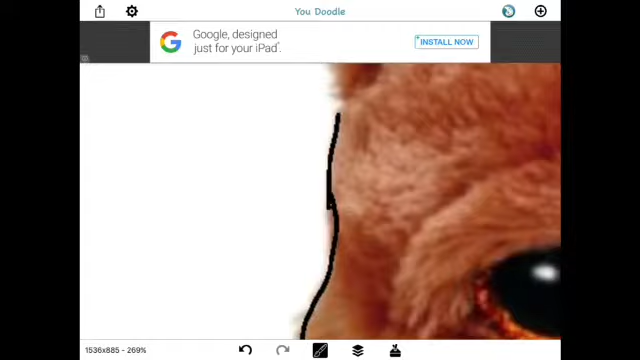 You Doodle
Google, designed
just for your iPad*.
INSTALL NOW
1536x885 - 269%